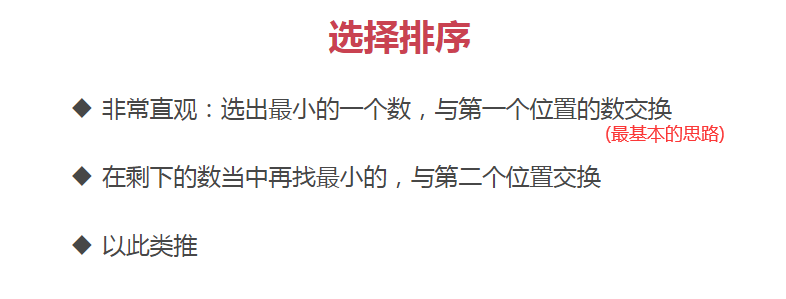 选择排序
◆ 非常直观：选出最小的一个数，与第一个位置的数交换
(最基本的思路)
◆ 在剩下的数当中再找最小的，与第二个位置交换
◆ 以此类推